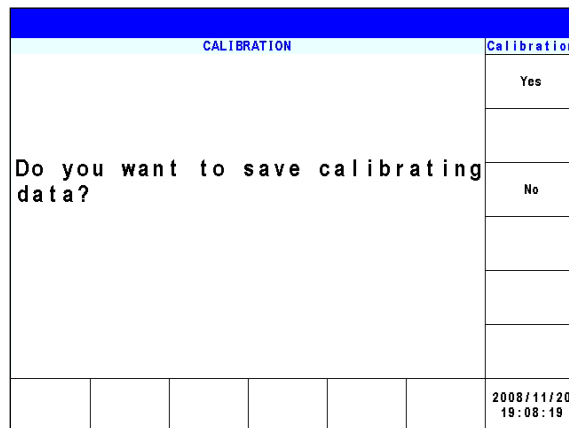 CALIBRATION
Calibration
Yes
Do you want to save calibrating
data?
No
2008/11/20
19:08:19